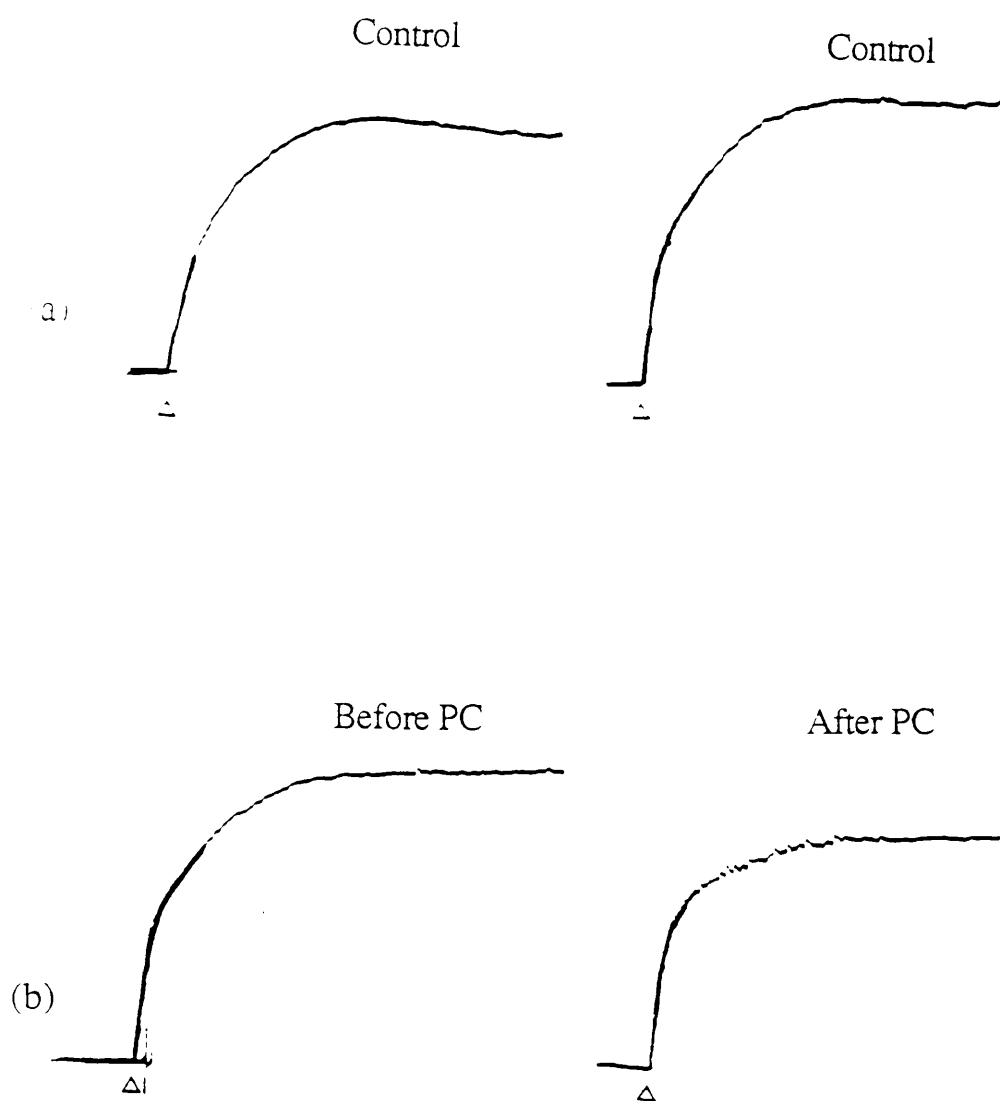 Control
Control
a)
Δ
Δ
Before PC
After PC
(b)
Δ
Δ